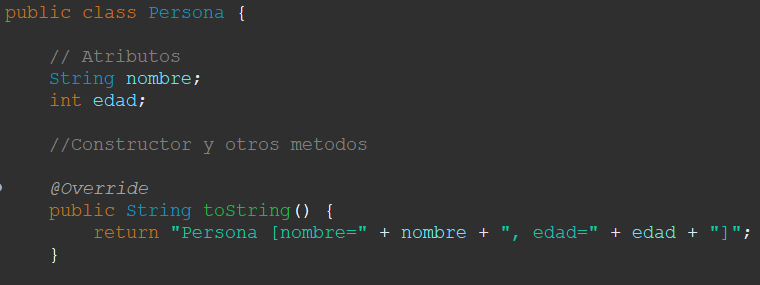 public class Persona {
// Atributos
String nombre;
int edad;
//Constructor y otros metodos
@Override
public String toString() {
return "Persona [nombre=" + nombre + ", edad=" + edad + "]";
}